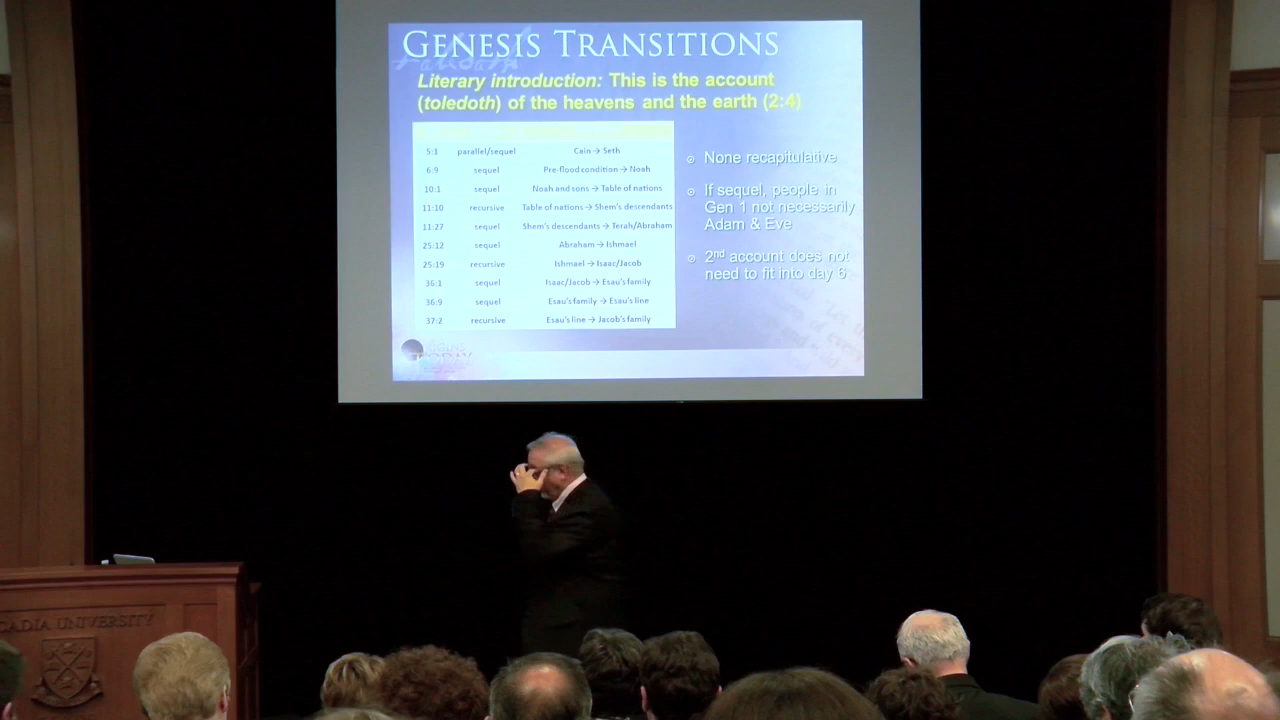 GENESIS TRANSITIONS
Literary introduction: This is the account
(toledoth) of the heavens and the earth (2:4)
5:1 parallel/sequel Cain → Seth
6:9 sequel Pre-flood condition → Noah
10:1 sequel Noah and sons → Table of nations
11:10 recursive Table of nations → Shem's descendants
11:27 sequel Shem's descendants → Terah/Abraham
25:12 sequel Abraham → Ishmael
25:19 recursive Ishmael → Isaac/Jacob
36:1 sequel Isaac/Jacob → Esau's family
36:9 sequel Esau's family → Esau's line
37:2 recursive Esau's line → Jacob's family
None recapitulative
If sequel, people in
Gen 1 not necessarily
Adam & Eve
2nd account does not
need to fit into day 6
TODAY
CADIA UNIVERSITY